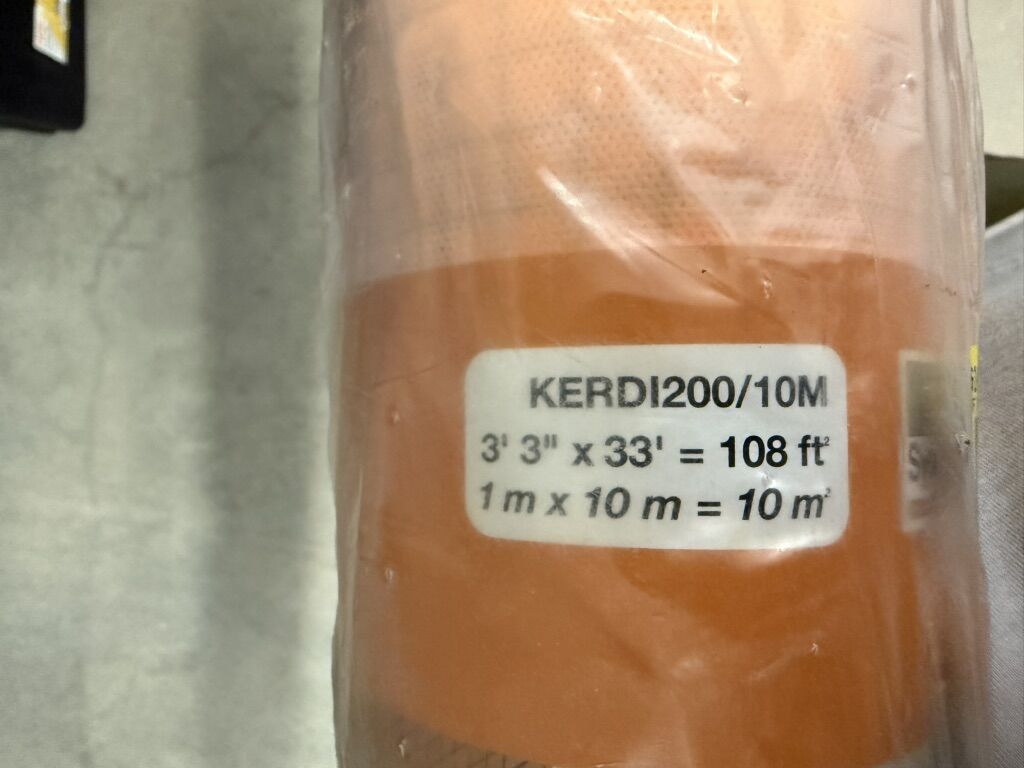 KERDI200/10M
3' 3" x 33' = 108 ft²
1 m x 10 m = 10 m²